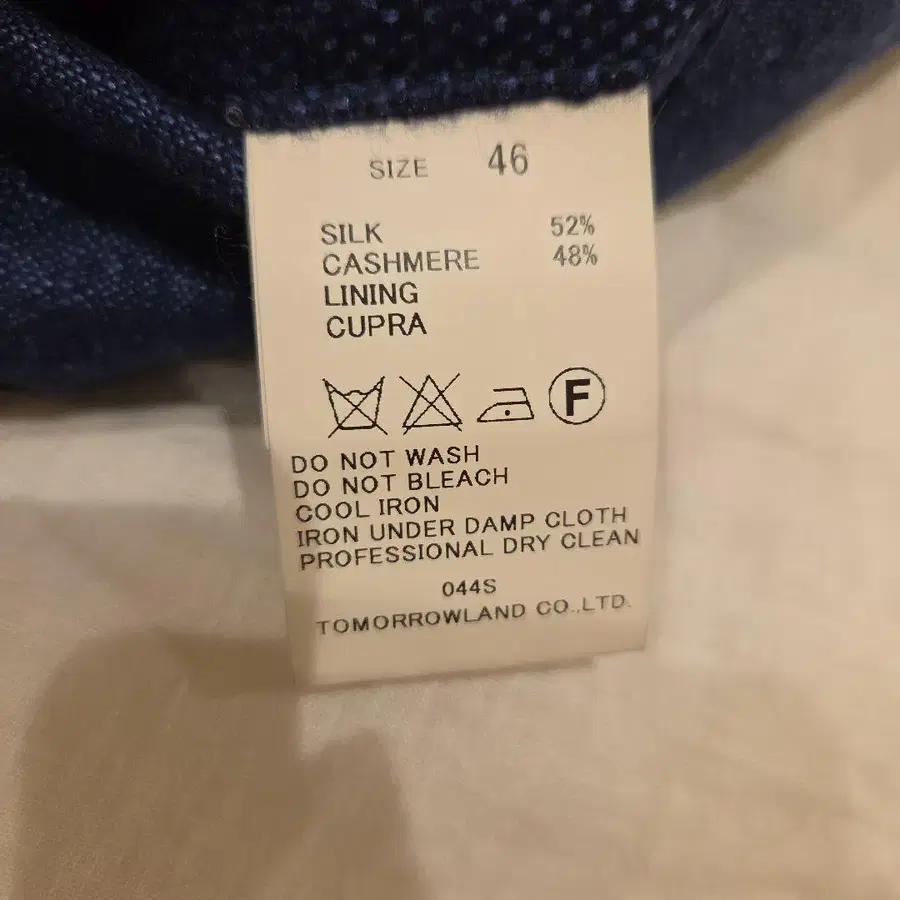 SIZE 46
SILK 52%
CASHMERE 48%
LINING
CUPRA
F
DO NOT WASH
DO NOT BLEACH
COOL IRON
IRON UNDER DAMP CLOTH
PROFESSIONAL DRY CLEAN
044S
TOMORROWLAND CO.,LTD.